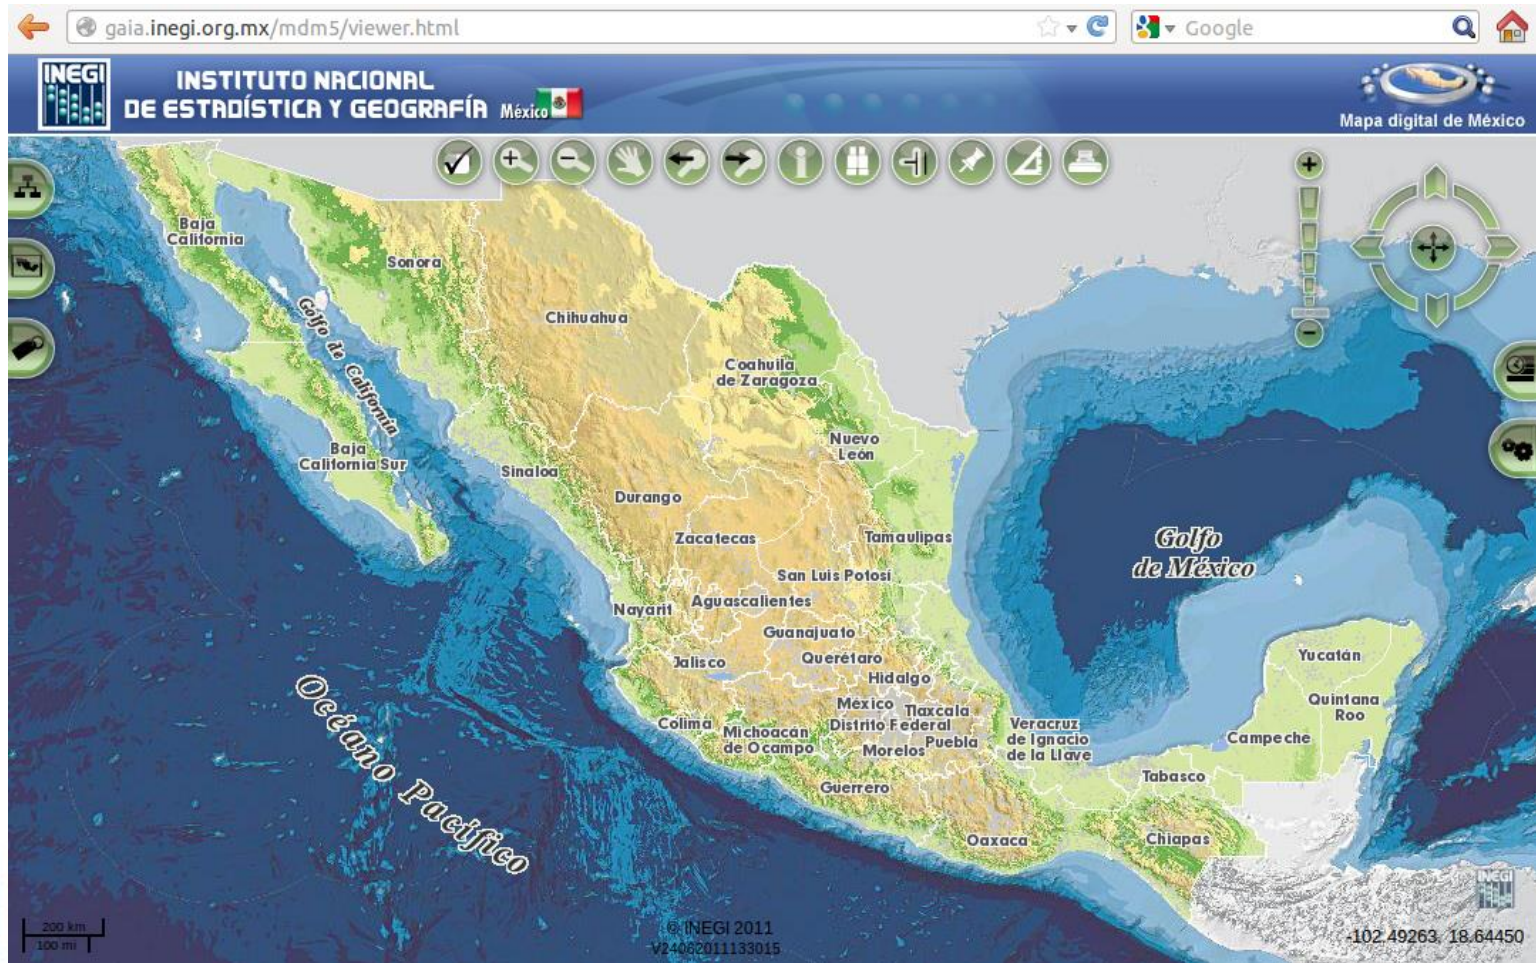 gaia.inegi.org.mx/mdm5/viewer.html
Google
INEGI
INSTITUTO NACIONAL
DE ESTADÍSTICA Y GEOGRAFÍA
México
Mapa digital de México
Baja
California
Sonora
Chihuahua
Golfo de California
Coahuila
de Zaragoza
Nuevo
León
Baja
California Sur
Sinaloa
Durango
Zacatecas
Tamaulipas
Golfo
de México
San Luis Potosí
Nayarit
Aguascalientes
Guanajuato
Jalisco
Querétaro
Hidalgo
Yucatán
Quintana
Roo
México
Tlaxcala
Colima
Distrito Federal
Michoacán
de Ocampo
Morelos
Puebla
Veracruz
de Ignacio
de la Llave
Campeche
Tabasco
Guerrero
Oaxaca
Chiapas
Océano Pacífico
INEGI
200 km
100 mi
© INEGI 2011
V24062011133015
-102.49263, 18.64450